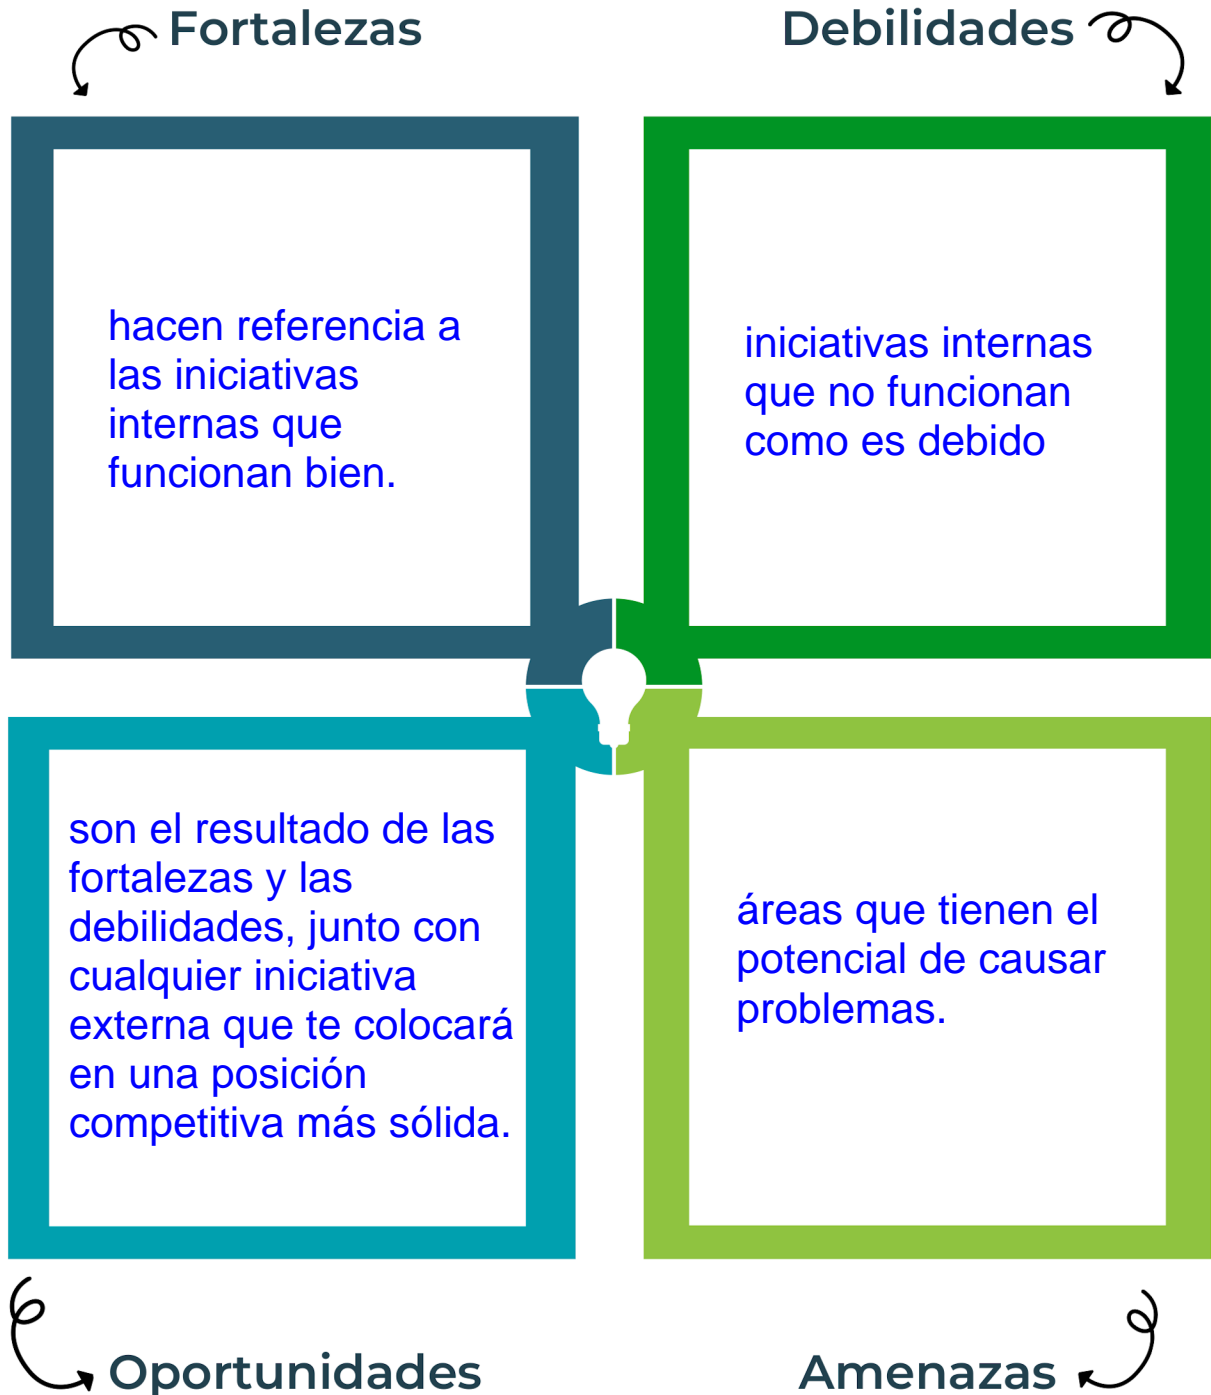 Fortalezas
hacen referencia a
las iniciativas
internas que
funcionan bien.
Debilidades
iniciativas internas
que no funcionan
como es debido
son el resultado de las
fortalezas y las
debilidades, junto con
cualquier iniciativa
externa que te colocará
en una posición
competitiva más sólida.
Oportunidades
áreas que tienen el
potencial de causar
problemas.
Amenazas